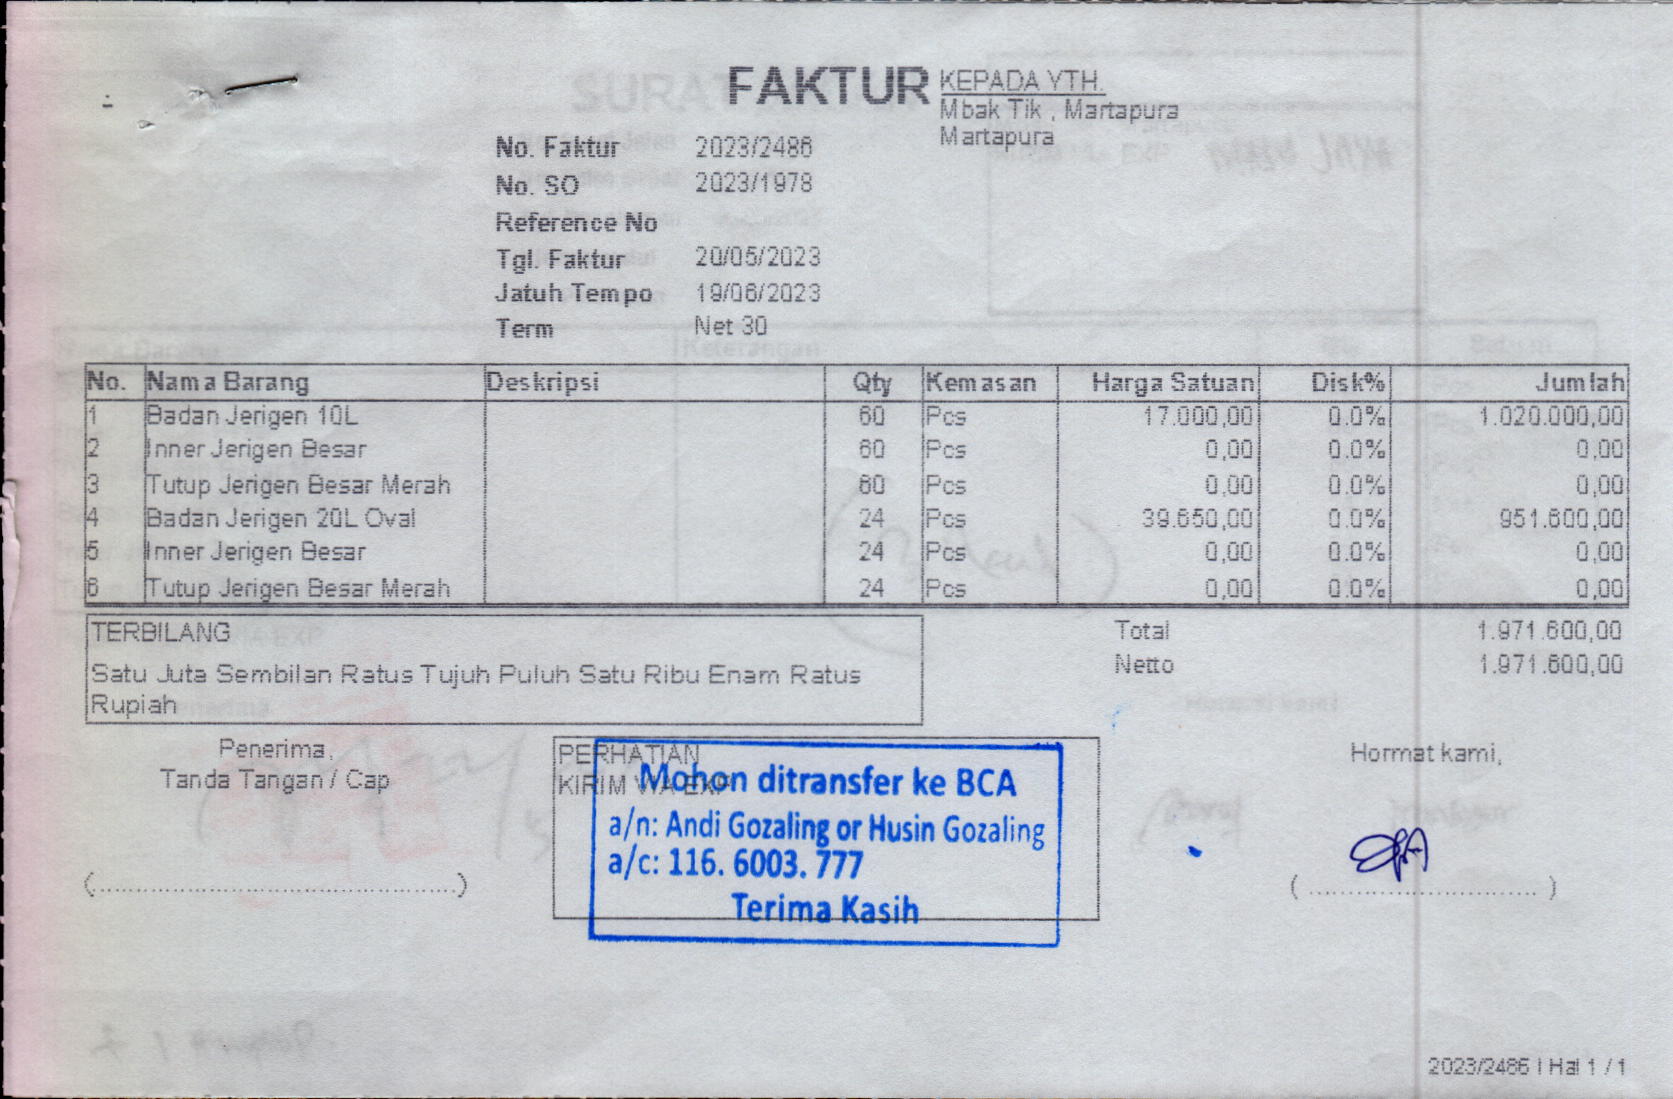 FAKTUR
KEPADA YTH.
Mbak Tik , Martapura
Martapura
No. Faktur 2023/2486
No. SO 2023/1978
Reference No
Tgl. Faktur 20/05/2023
Jatuh Tempo 19/06/2023
Term Net 30
No. Nama Barang Deskripsi Qty Kemasan Harga Satuan Disk% Jumlah
1 Badan Jerigen 10L 60 Pcs 17.000,00 0.0% 1.020.000,00
2 Inner Jerigen Besar 60 Pcs 0,00 0.0% 0,00
3 Tutup Jerigen Besar Merah 60 Pcs 0,00 0.0% 0,00
4 Badan Jerigen 20L Oval 24 Pcs 39.650,00 0.0% 951.600,00
5 Inner Jerigen Besar 24 Pcs 0,00 0.0% 0,00
6 Tutup Jerigen Besar Merah 24 Pcs 0,00 0.0% 0,00
TERBILANG
Satu Juta Sembilan Ratus Tujuh Puluh Satu Ribu Enam Ratus
Rupiah
Total 1.971.600,00
Netto 1.971.600,00
Penerima,
Tanda Tangan / Cap
PERHATIAN
KIRIM VIA EXP
Mohon ditransfer ke BCA
a/n: Andi Gozaling or Husin Gozaling
a/c: 116. 6003. 777
Terima Kasih
Hormat kami,
2023/2486 | Hal 1 / 1